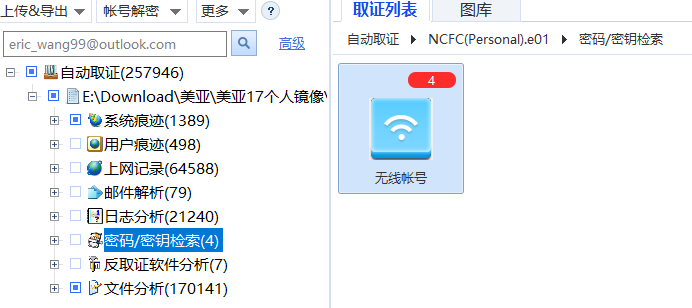 上传&导出 帐号解密 更多 ?
eric_wang99@outlook.com 高级
自动取证(257946)
E:\Download\美亚\美亚17个人镜像\
系统痕迹(1389)
用户痕迹(498)
上网记录(64588)
邮件解析(79)
日志分析(21240)
密码/密钥检索(4)
反取证软件分析(7)
文件分析(170141)
取证列表 图库
自动取证 NCFC(Personal).e01 密码/密钥检索
4
无线帐号